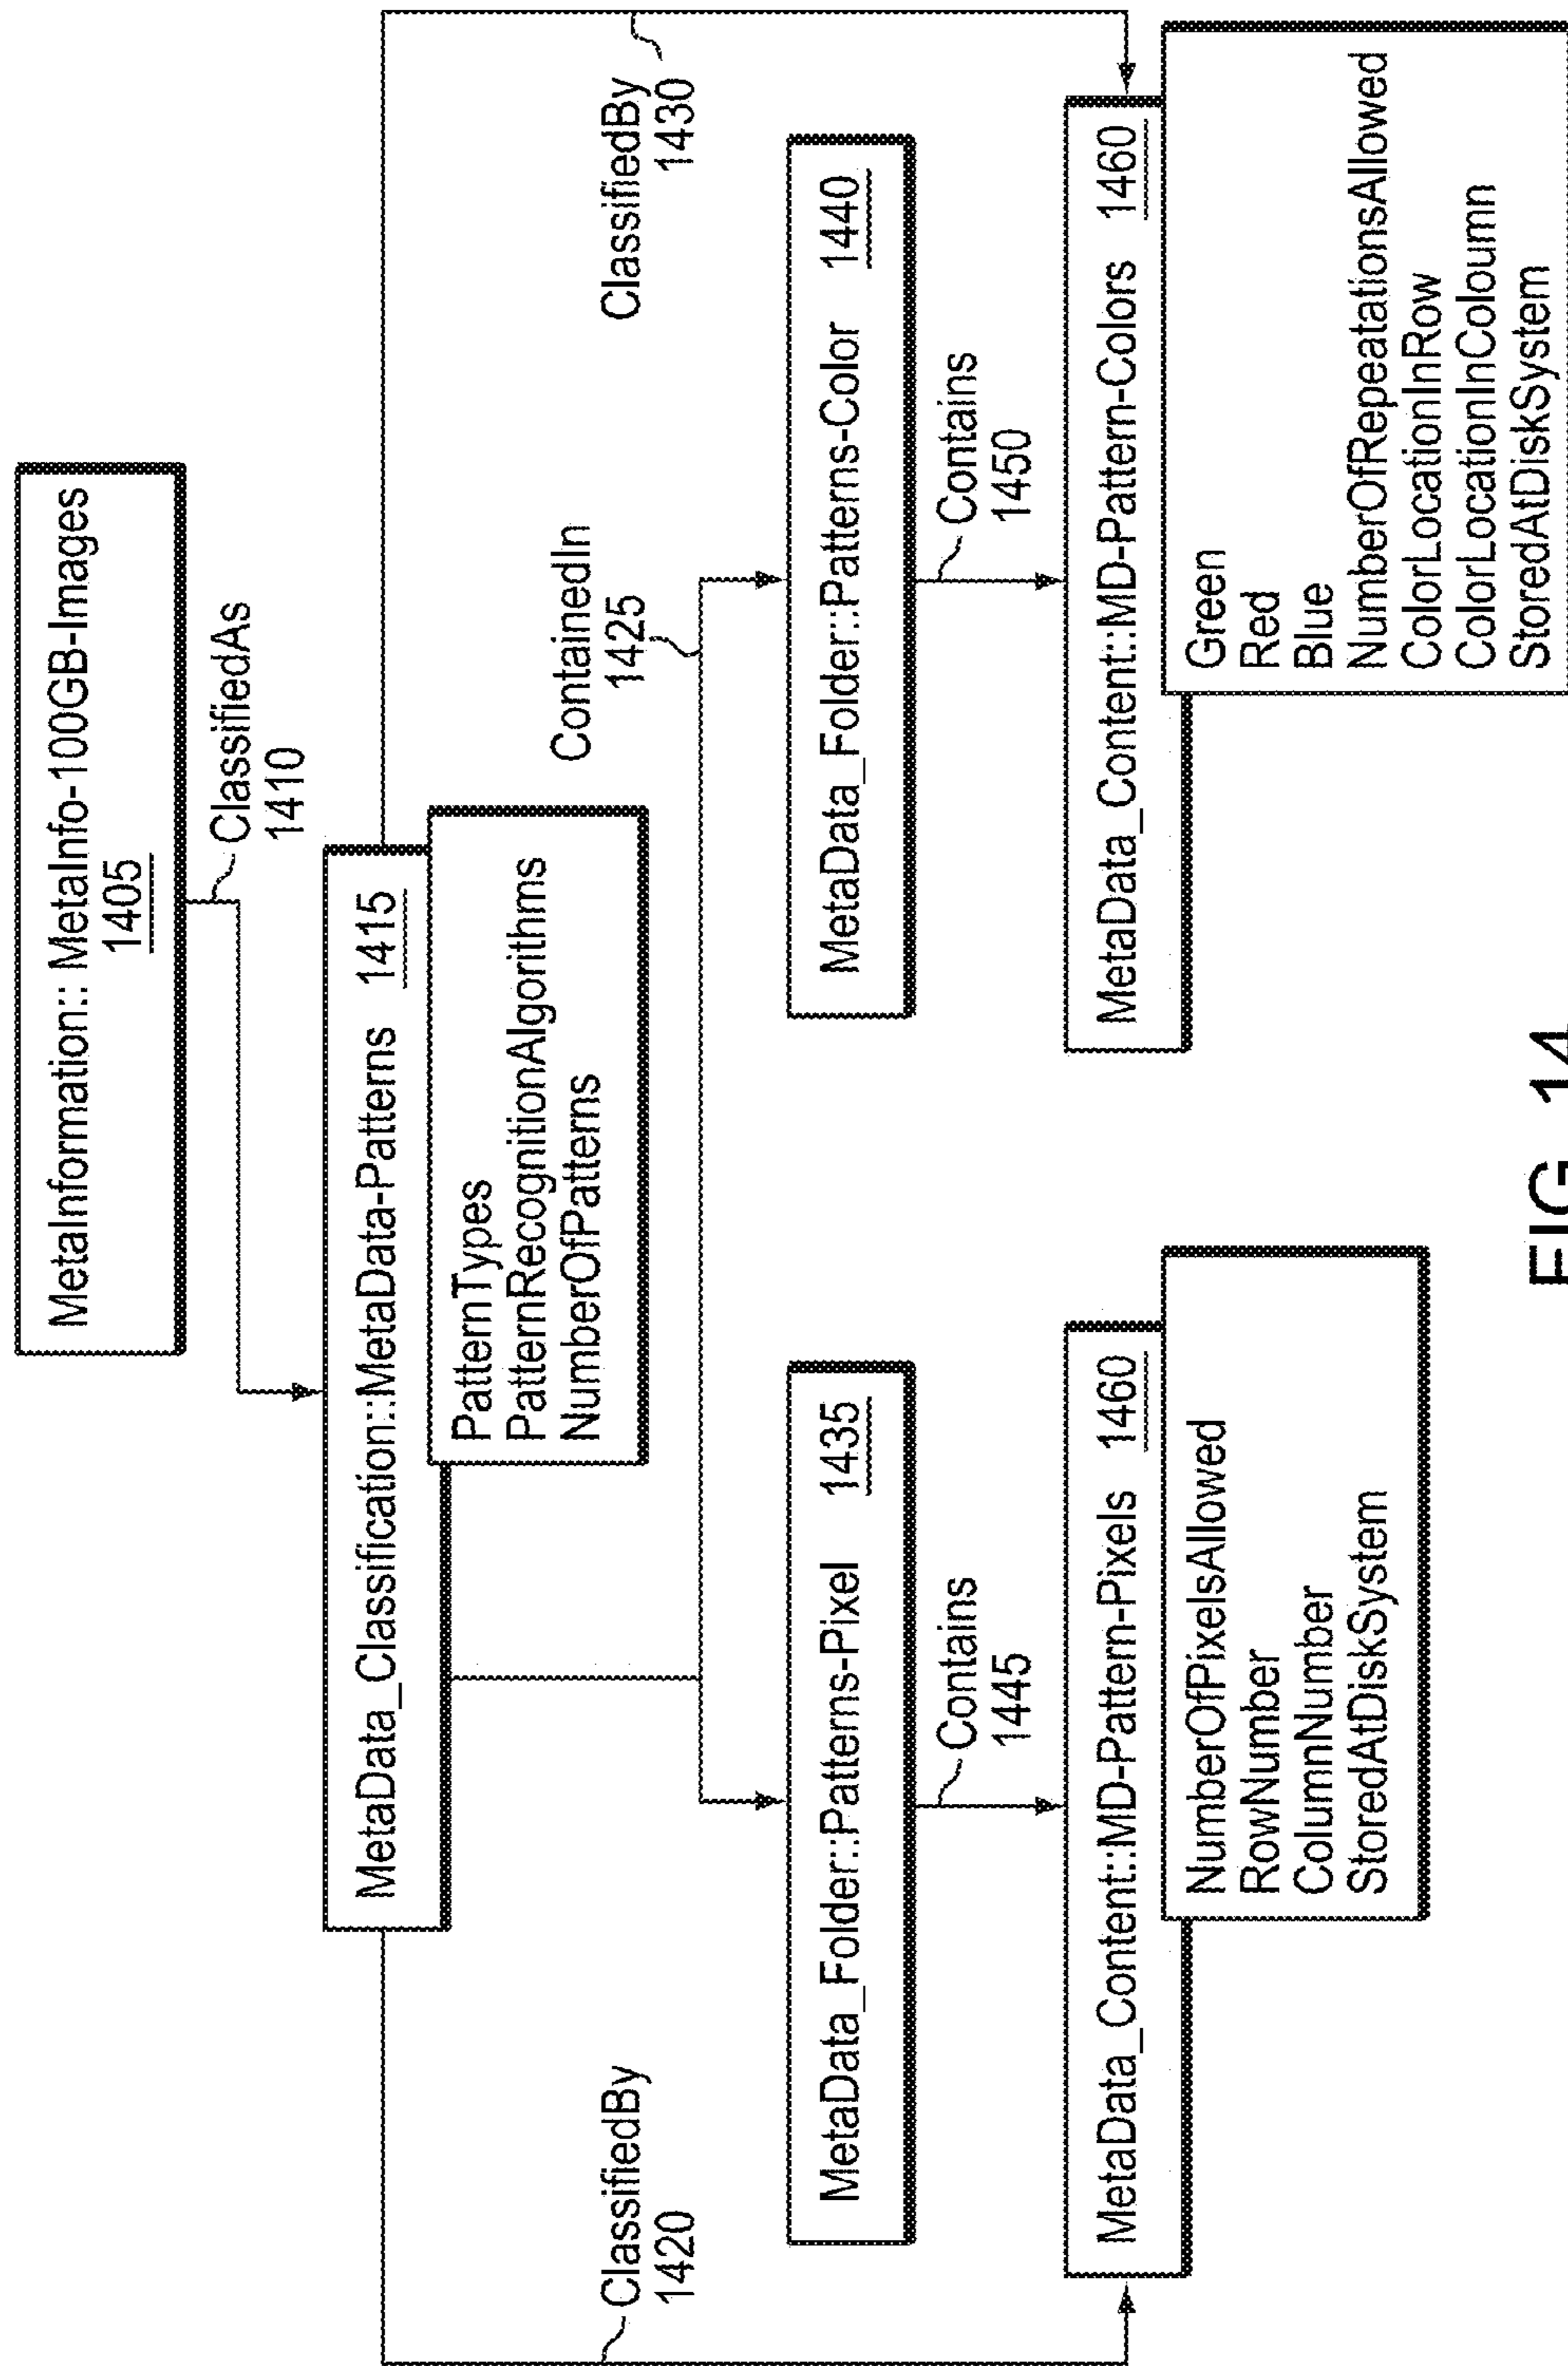 MetaInformation:: MetaInfo-100GB-Images
1405
ClassifiedAs
1410
MetaData_Classification::MetaData-Patterns 1415
PatternTypes
PatternRecognitionAlgorithms
NumberOfPatterns
ClassifiedBy
1420
ContainedIn
1425
ClassifiedBy
1430
MetaData_Folder::Patterns-Pixel 1435
MetaData_Folder::Patterns-Color 1440
Contains
1445
Contains
1450
MetaData_Content::MD-Pattern-Pixels 1460
NumberOfPixelsAllowed
RowNumber
ColumnNumber
StoredAtDiskSystem
MetaData_Content::MD-Pattern-Colors 1460
Green
Red
Blue
NumberOfRepeatationsAllowed
ColorLocationInRow
ColorLocationInColoumn
StoredAtDiskSystem
FIG. 14